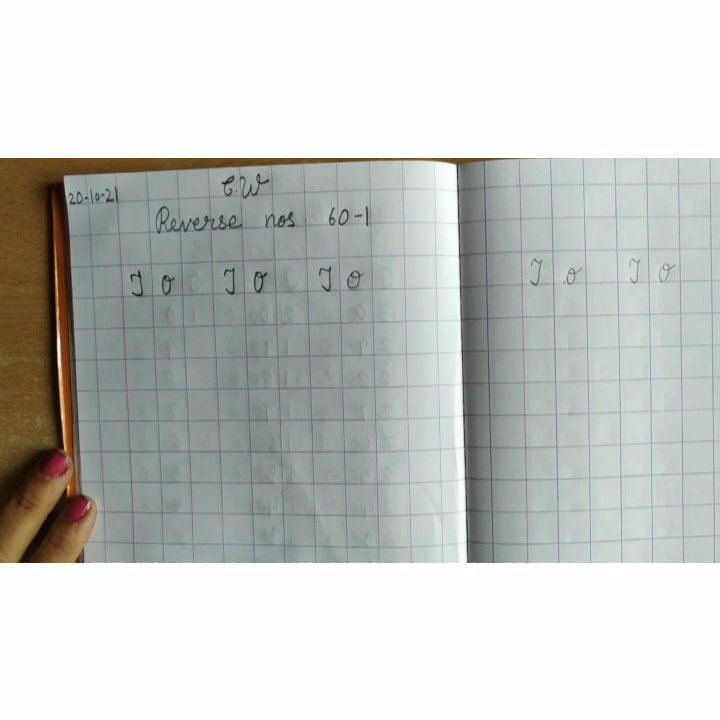 20-10-21
C.W
Reverse nos 60-1
T O T O T O
T O T O